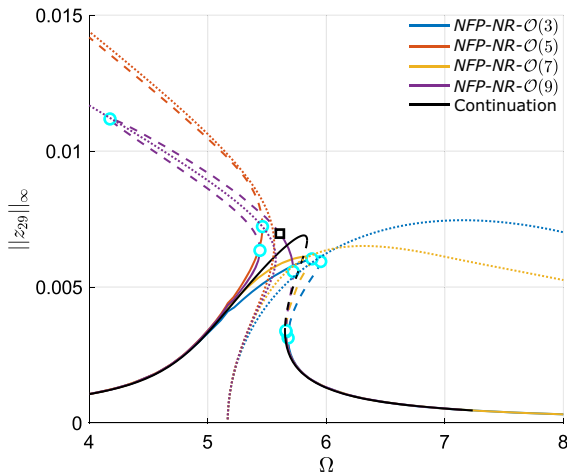 0.015
0.01
0.005
0
4
5
6
7
8
Ω
||z₂₉||∞
NFP-NR-𝒪(3)
NFP-NR-𝒪(5)
NFP-NR-𝒪(7)
NFP-NR-𝒪(9)
Continuation